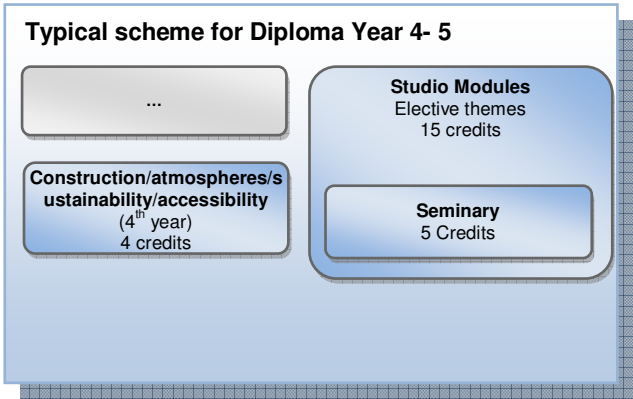 Typical scheme for Diploma Year 4- 5
...
Construction/atmospheres/s
ustainability/accessibility
(4th year)
4 credits
Studio Modules
Elective themes
15 credits
Seminary
5 Credits